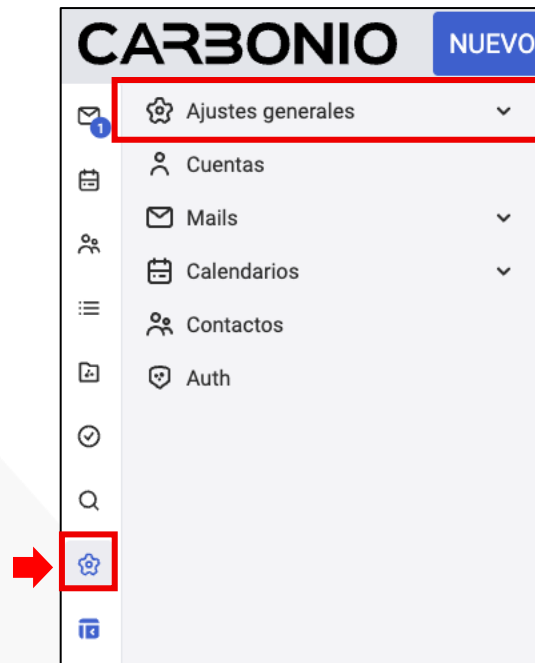 CARBONIO
NUEVO
1
Ajustes generales
Cuentas
Mails
Calendarios
Contactos
Auth